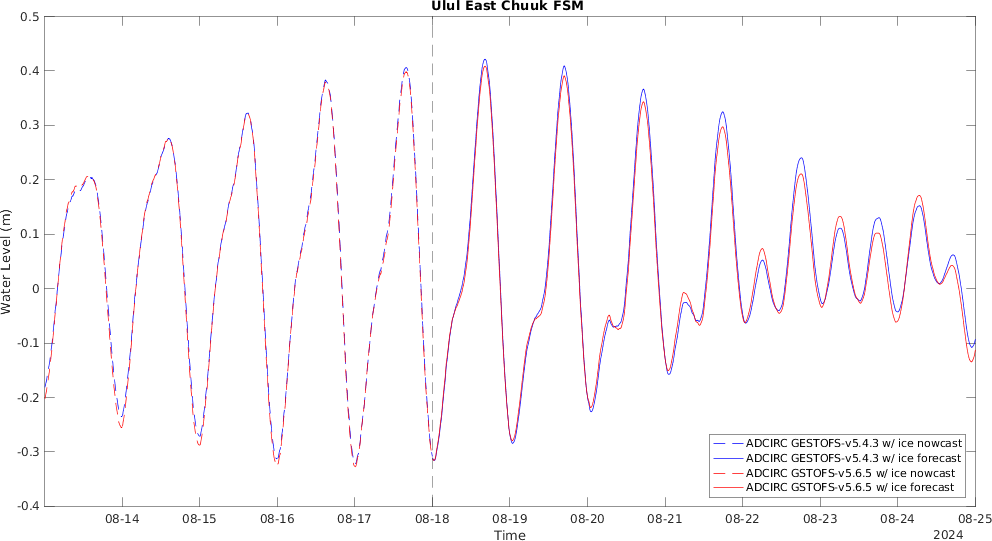 Ulul East Chuuk FSM
0.5
0.4
0.3
0.2
0.1
0
-0.1
-0.2
-0.3
-0.4
Water Level (m)
ADCIRC GESTOFS-v5.4.3 w/ ice nowcast
ADCIRC GESTOFS-v5.4.3 w/ ice forecast
ADCIRC GSTOFS-v5.6.5 w/ ice nowcast
ADCIRC GSTOFS-v5.6.5 w/ ice forecast
08-14 08-15 08-16 08-17 08-18 08-19 08-20 08-21 08-22 08-23 08-24 08-25
Time
2024